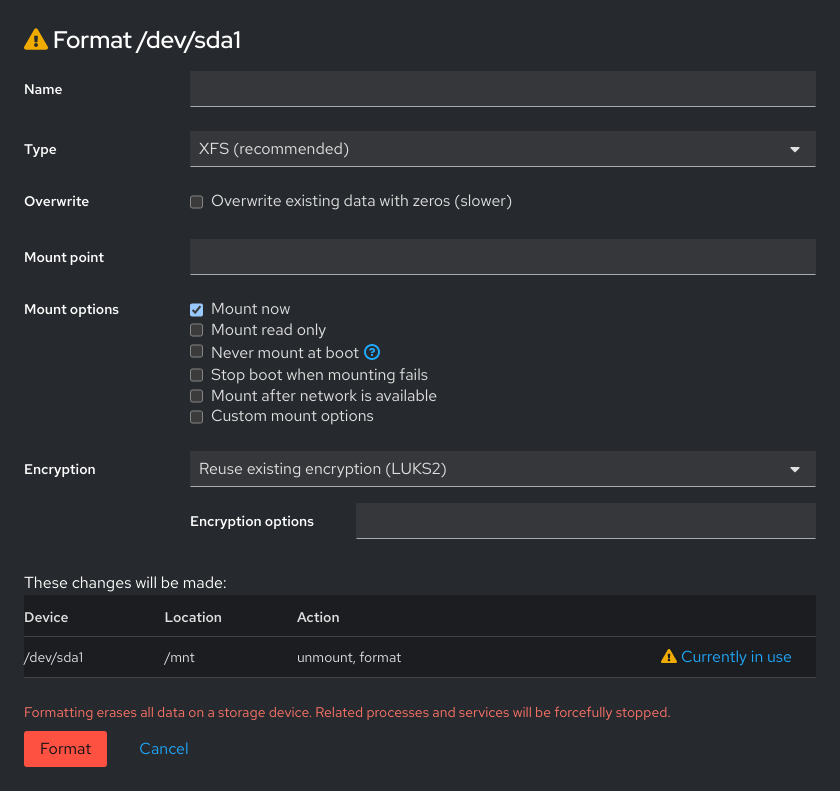 Format /dev/sda1
Name
Type XFS (recommended)
Overwrite Overwrite existing data with zeros (slower)
Mount point
Mount options Mount now
Mount read only
Never mount at boot ?
Stop boot when mounting fails
Mount after network is available
Custom mount options
Encryption Reuse existing encryption (LUKS2)
Encryption options
These changes will be made:
Device Location Action
/dev/sda1 /mnt unmount, format Currently in use
Formatting erases all data on a storage device. Related processes and services will be forcefully stopped.
Format Cancel